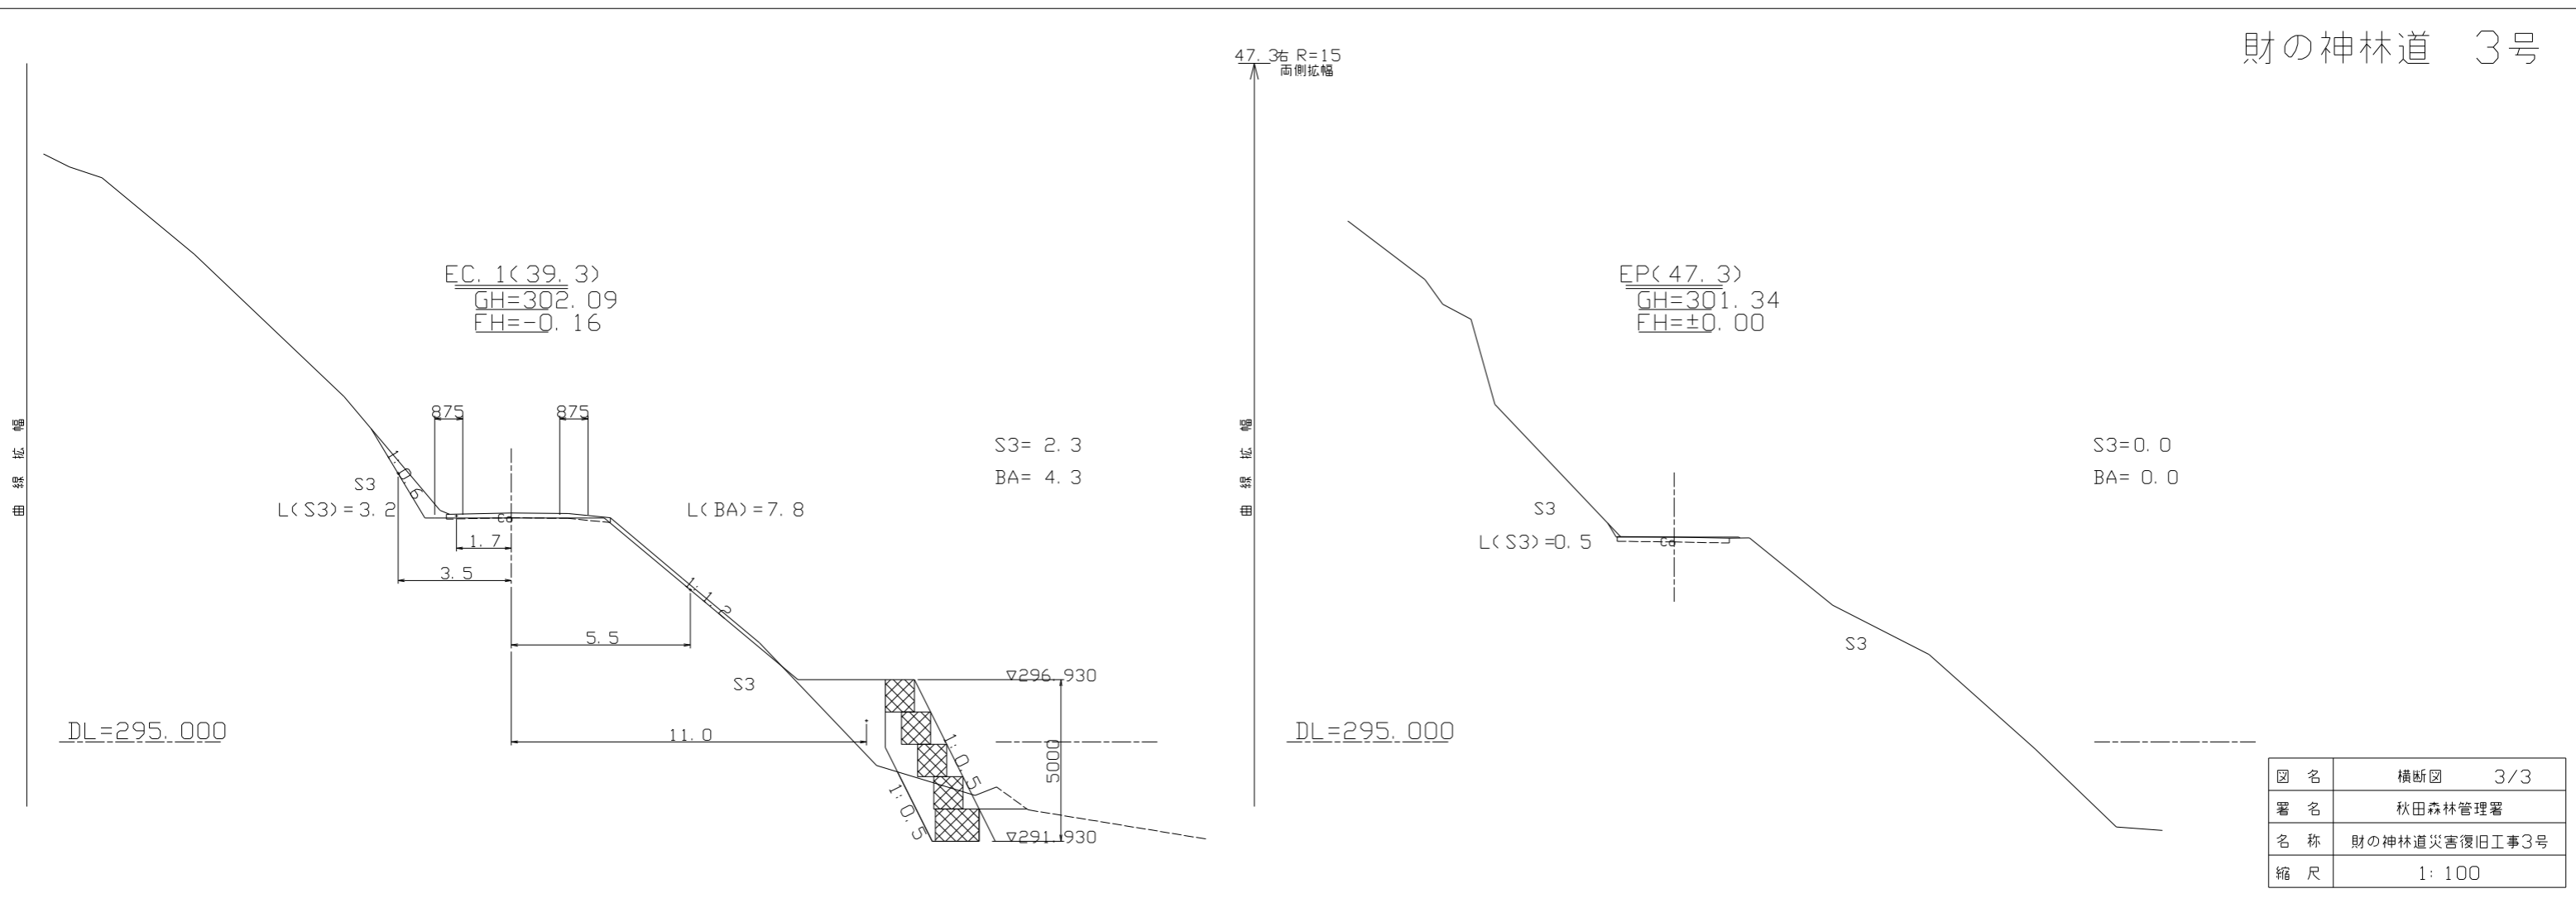 財の神林道 3号
47.3 右 R=15
両側拡幅
曲線拡幅
EC.1(39.3)
GH=302.09
FH=-0.16
875
875
1:0.6
S3
L(S3)=3.2
Co
L(BA)=7.8
1.7
3.5
1:1.2
5.5
S3
S3= 2.3
BA= 4.3
▽296.930
DL=295.000
11.0
1:0.5
1:0.5
5000
▽291.930
曲線拡幅
EP(47.3)
GH=301.34
FH=±0.00
S3=0.0
BA= 0.0
S3
L(S3)=0.5
Co
S3
DL=295.000
図名 横断図 3/3
署名 秋田森林管理署
名称 財の神林道災害復旧工事3号
縮尺 1:100